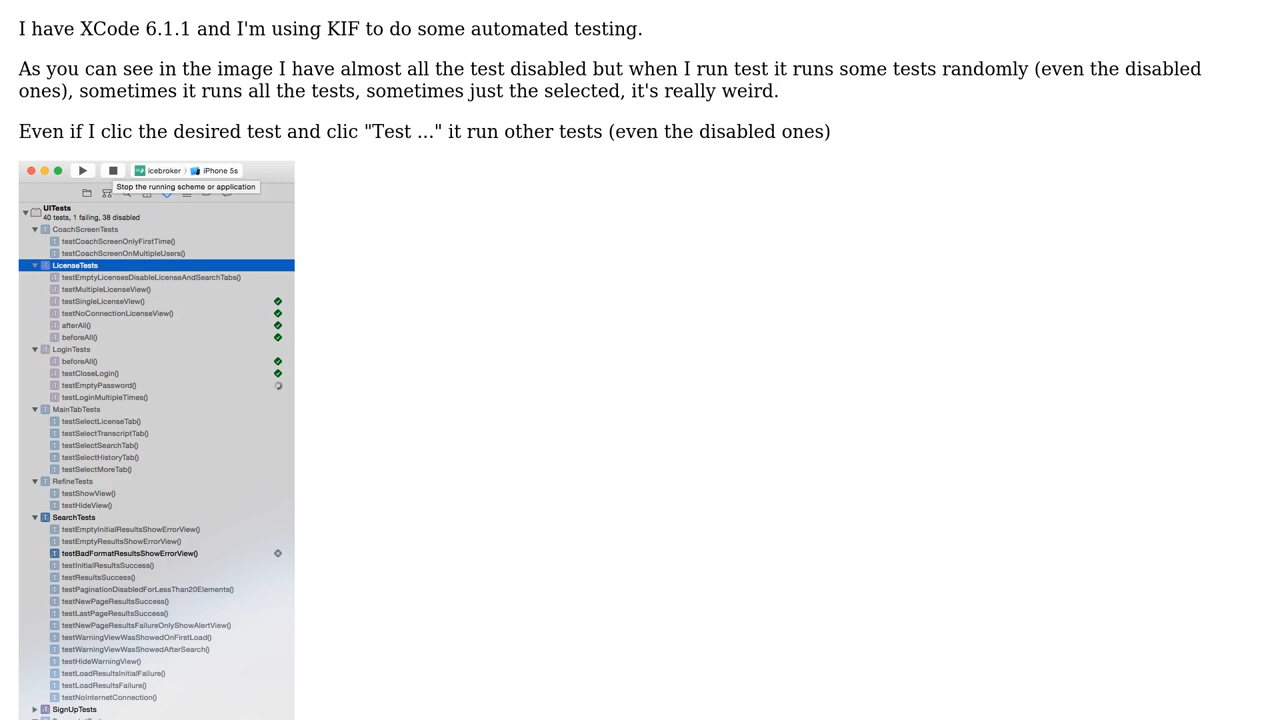 I have XCode 6.1.1 and I'm using KIF to do some automated testing.
As you can see in the image I have almost all the test disabled but when I run test it runs some tests randomly (even the disabled
ones), sometimes it runs all the tests, sometimes just the selected, it's really weird.
Even if I clic the desired test and clic "Test ..." it run other tests (even the disabled ones)
icebroker › iPhone 5s
Stop the running scheme or application
UITests
40 tests, 1 failing, 38 disabled
CoachScreenTests
testCoachScreenOnlyFirstTime()
testCoachScreenOnMultipleUsers()
LicenseTests
testEmptyLicensesDisableLicenseAndSearchTabs()
testMultipleLicenseView()
testSingleLicenseView()
testNoConnectionLicenseView()
afterAll()
beforeAll()
LoginTests
beforeAll()
testCloseLogin()
testEmptyPassword()
testLoginMultipleTimes()
MainTabTests
testSelectLicenseTab()
testSelectTranscriptTab()
testSelectSearchTab()
testSelectHistoryTab()
testSelectMoreTab()
RefineTests
testShowView()
testHideView()
SearchTests
testEmptyInitialResultsShowErrorView()
testEmptyResultsShowErrorView()
testBadFormatResultsShowErrorView()
testInitialResultsSuccess()
testResultsSuccess()
testPaginationDisabledForLessThan20Elements()
testNewPageResultsSuccess()
testLastPageResultsSuccess()
testNewPageResultsFailureOnlyShowAlertView()
testWarningViewWasShowedOnFirstLoad()
testWarningViewWasShowedAfterSearch()
testHideWarningView()
testLoadResultsInitialFailure()
testLoadResultsFailure()
testNoInternetConnection()
SignUpTests